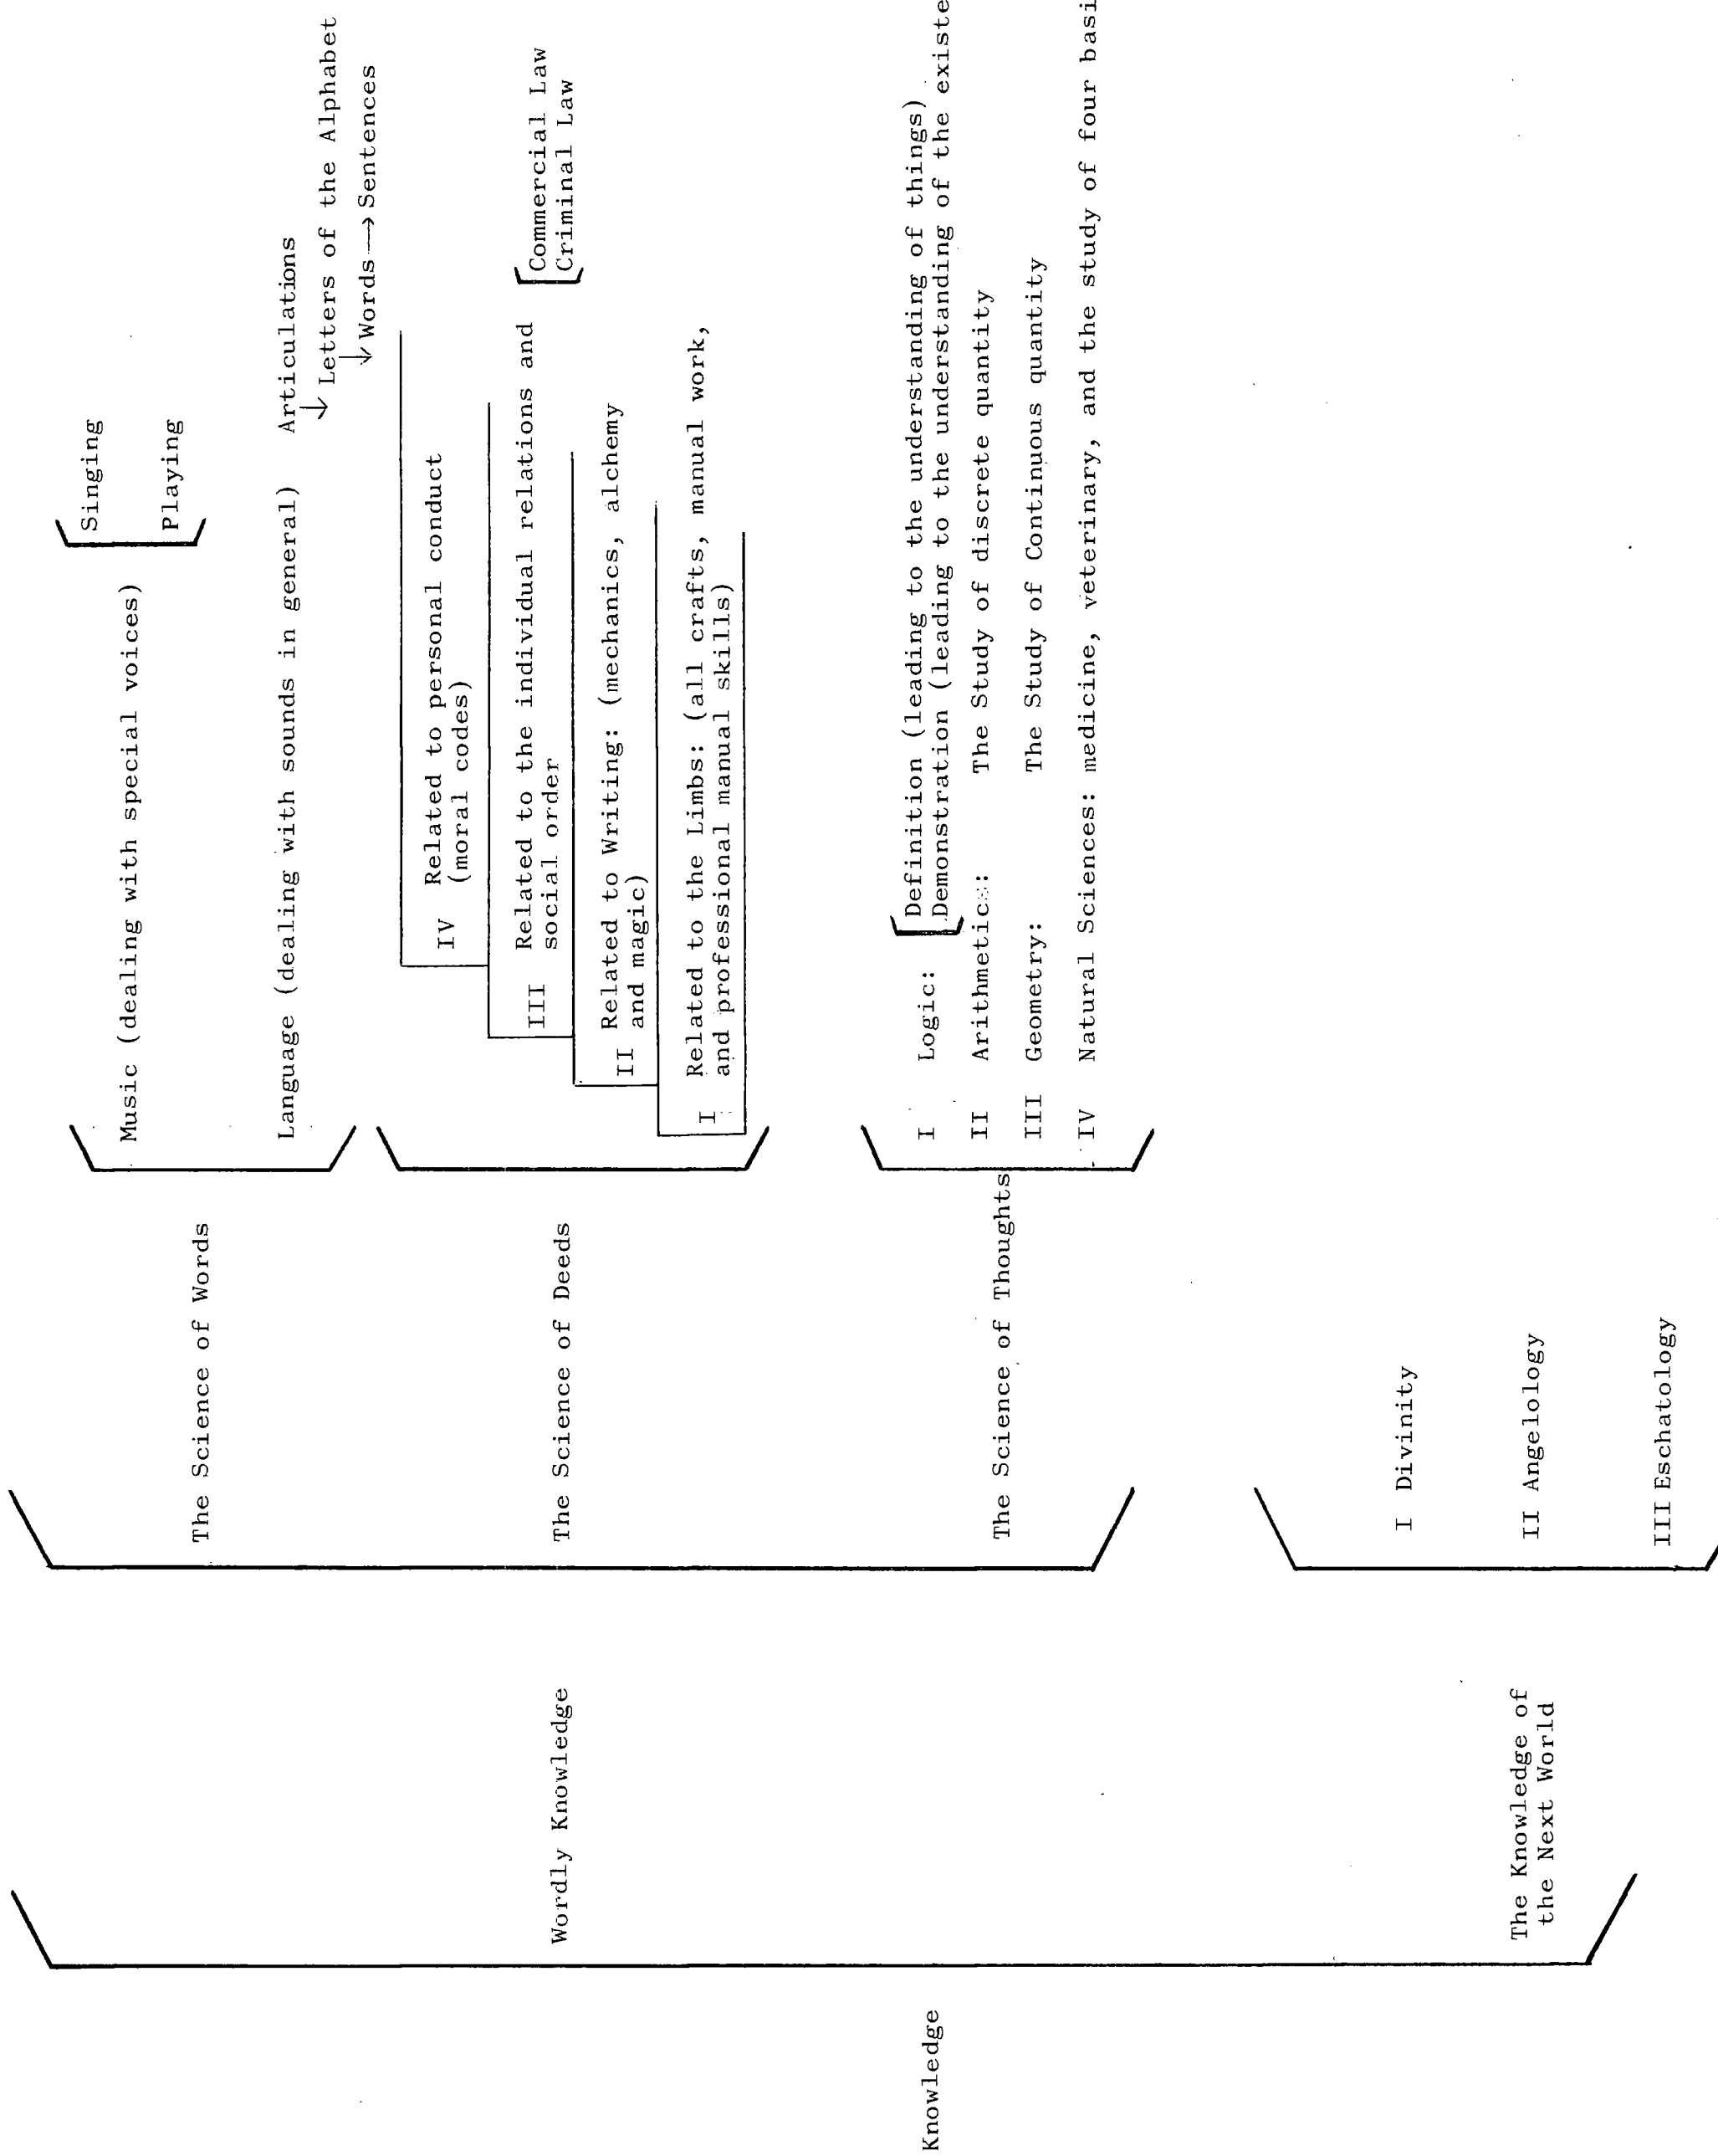 Knowledge
Wordly Knowledge
The Science of Words
Music (dealing with special voices)
Singing
Playing
Language (dealing with sounds in general) Articulations
↓ Letters of the Alphabet
↓ Words → Sentences
The Science of Deeds
IV Related to personal conduct
(moral codes)
III Related to the individual relations and
social order
Commercial Law
Criminal Law
II Related to Writing: (mechanics, alchemy
and magic)
I Related to the Limbs: (all crafts, manual work,
and professional manual skills)
The Science of Thoughts
I Logic: Definition (leading to the understanding of things)
Demonstration (leading to the understanding of the existe
II Arithmetics: The Study of discrete quantity
III Geometry: The Study of Continuous quantity
IV Natural Sciences: medicine, veterinary, and the study of four basi
The Knowledge of
the Next World
I Divinity
II Angelology
III Eschatology